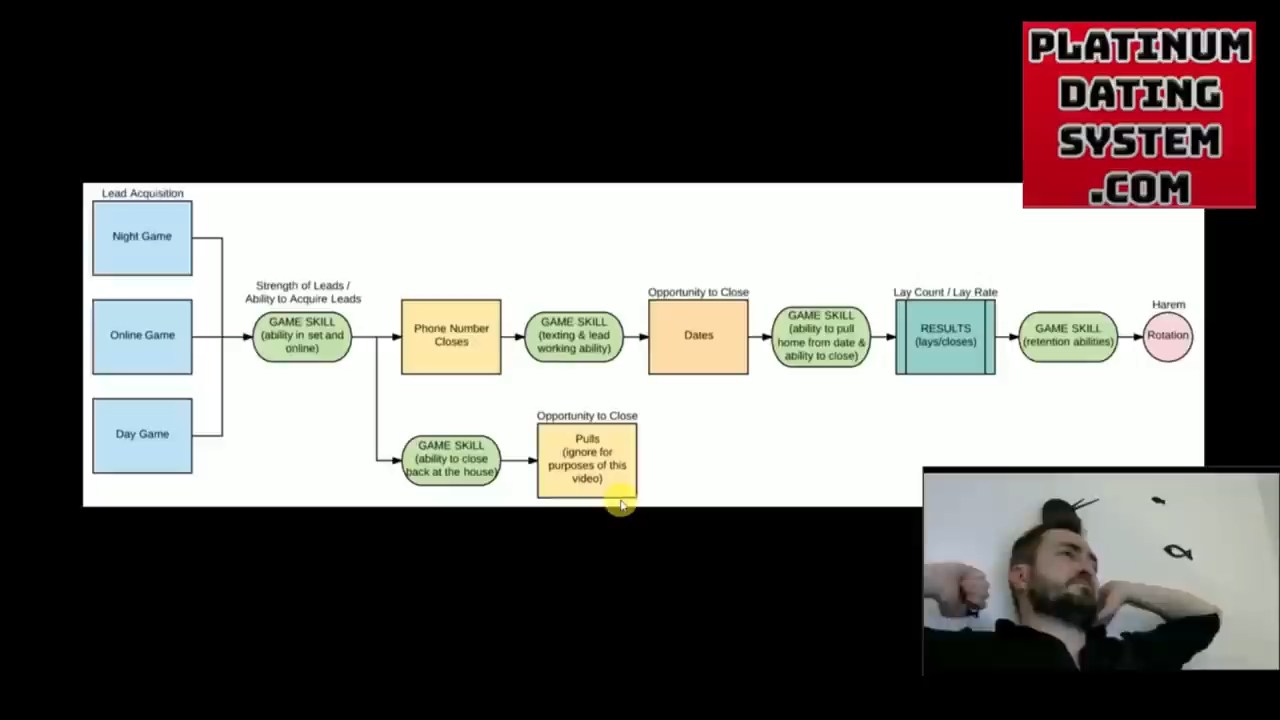 PLATINUM
DATING
SYSTEM
.COM
Lead Acquisition
Night Game
Online Game
Day Game
Strength of Leads /
Ability to Acquire Leads
GAME SKILL
(ability in set and
online)
Phone Number
Closes
GAME SKILL
(texting & lead
working ability)
Opportunity to Close
Dates
GAME SKILL
(ability to pull
home from date &
ability to close)
Lay Count / Lay Rate
RESULTS
(lays/closes)
GAME SKILL
(retention abilities)
Harem
Rotation
GAME SKILL
(ability to close
back at the house)
Opportunity to Close
Pulls
(ignore for
purposes of this
video)